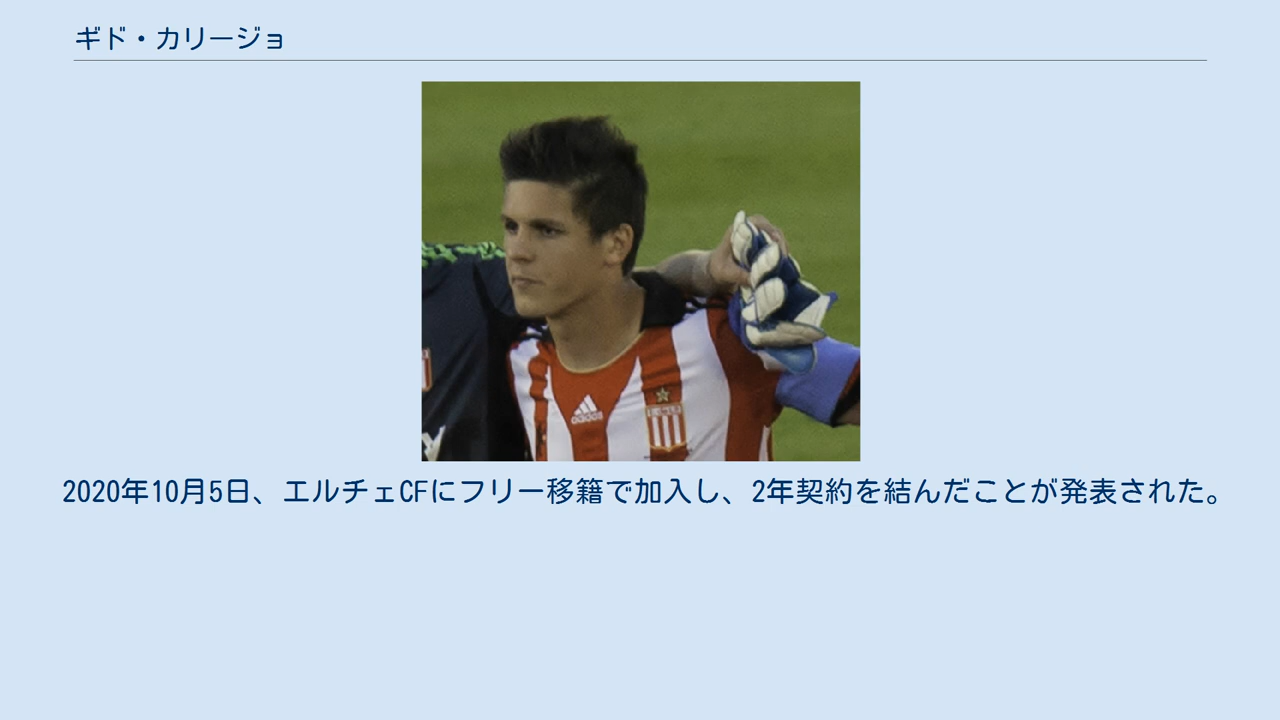 ギド・カリージョ
adidas
2020年10月5日、エルチェCFにフリー移籍で加入し、2年契約を結んだことが発表された。